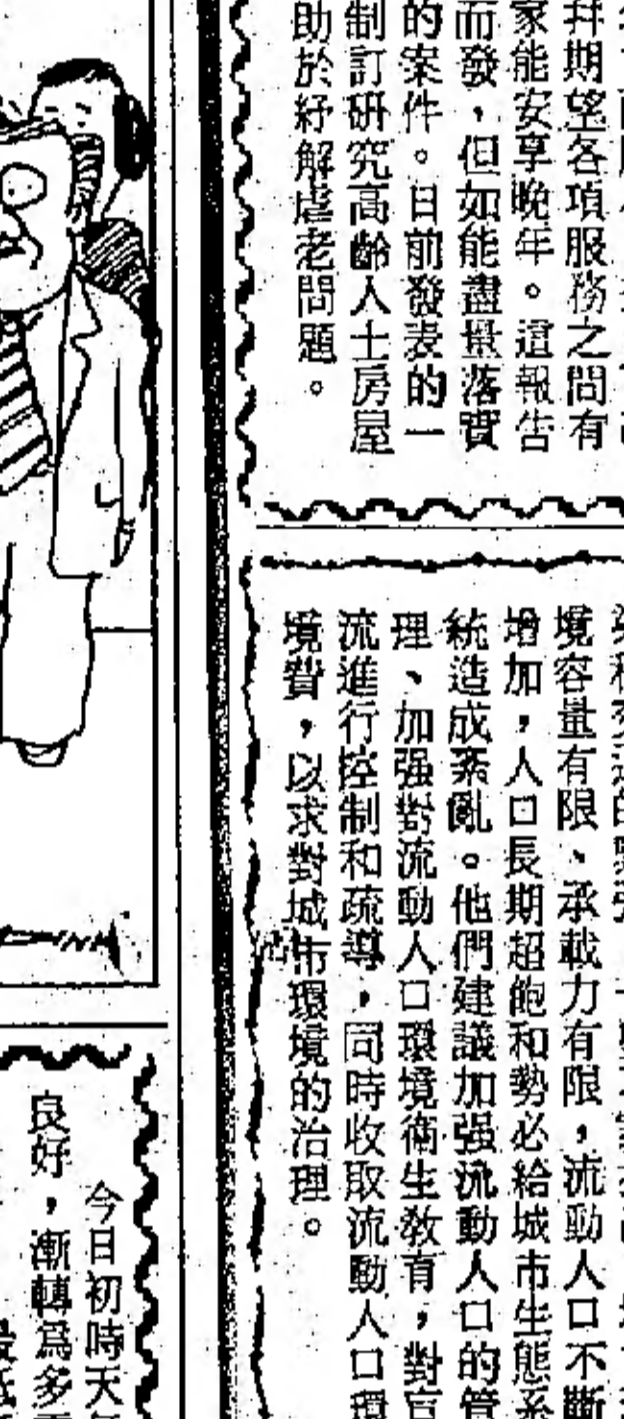 幷期望各項服務之間有
家能安享晚年。這報告
而發，但如能盡量落實
的案件。日前發表的一
制訂研究高齡人士房屋
助於紓解虐老問題。
境容量有限、承載力有限，流動人口不斷
增加，人口長期超飽和勢必給城市生態系
統造成紊亂。他們建議加强流動人口的管
理、加强對流動人口環境衞生敎育，對盲
流進行控制和疏導，同時收取流動人口環
境費，以求對城市環境的治理。
今日初時天
良好，漸轉爲多